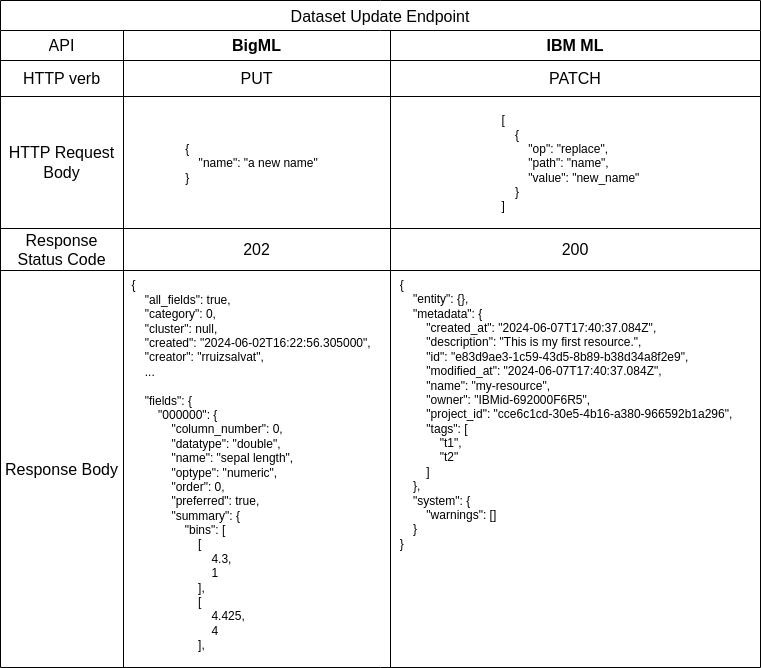 Dataset Update Endpoint
API
BigML
IBM ML
HTTP verb
PUT
PATCH
HTTP Request
Body
{
    "name": "a new name"
}
[
    {
        "op": "replace",
        "path": "name",
        "value": "new_name"
    }
]
Response
Status Code
202
200
Response Body
{
    "all_fields": true,
    "category": 0,
    "cluster": null,
    "created": "2024-06-02T16:22:56.305000",
    "creator": "rruizsalvat",
    ...
    "fields": {
        "000000": {
            "column_number": 0,
            "datatype": "double",
            "name": "sepal length",
            "optype": "numeric",
            "order": 0,
            "preferred": true,
            "summary": {
                "bins": [
                    [
                        4.3,
                        1
                    ],
                    [
                        4.425,
                        4
                    ],
{
    "entity": {},
    "metadata": {
        "created_at": "2024-06-07T17:40:37.084Z",
        "description": "This is my first resource.",
        "id": "e83d9ae3-1c59-43d5-8b89-b38d34a8f2e9",
        "modified_at": "2024-06-07T17:40:37.084Z",
        "name": "my-resource",
        "owner": "IBMid-692000F6R5",
        "project_id": "cce6c1cd-30e5-4b16-a380-966592b1a296",
        "tags": [
            "t1",
            "t2"
        ]
    },
    "system": {
        "warnings": []
    }
}